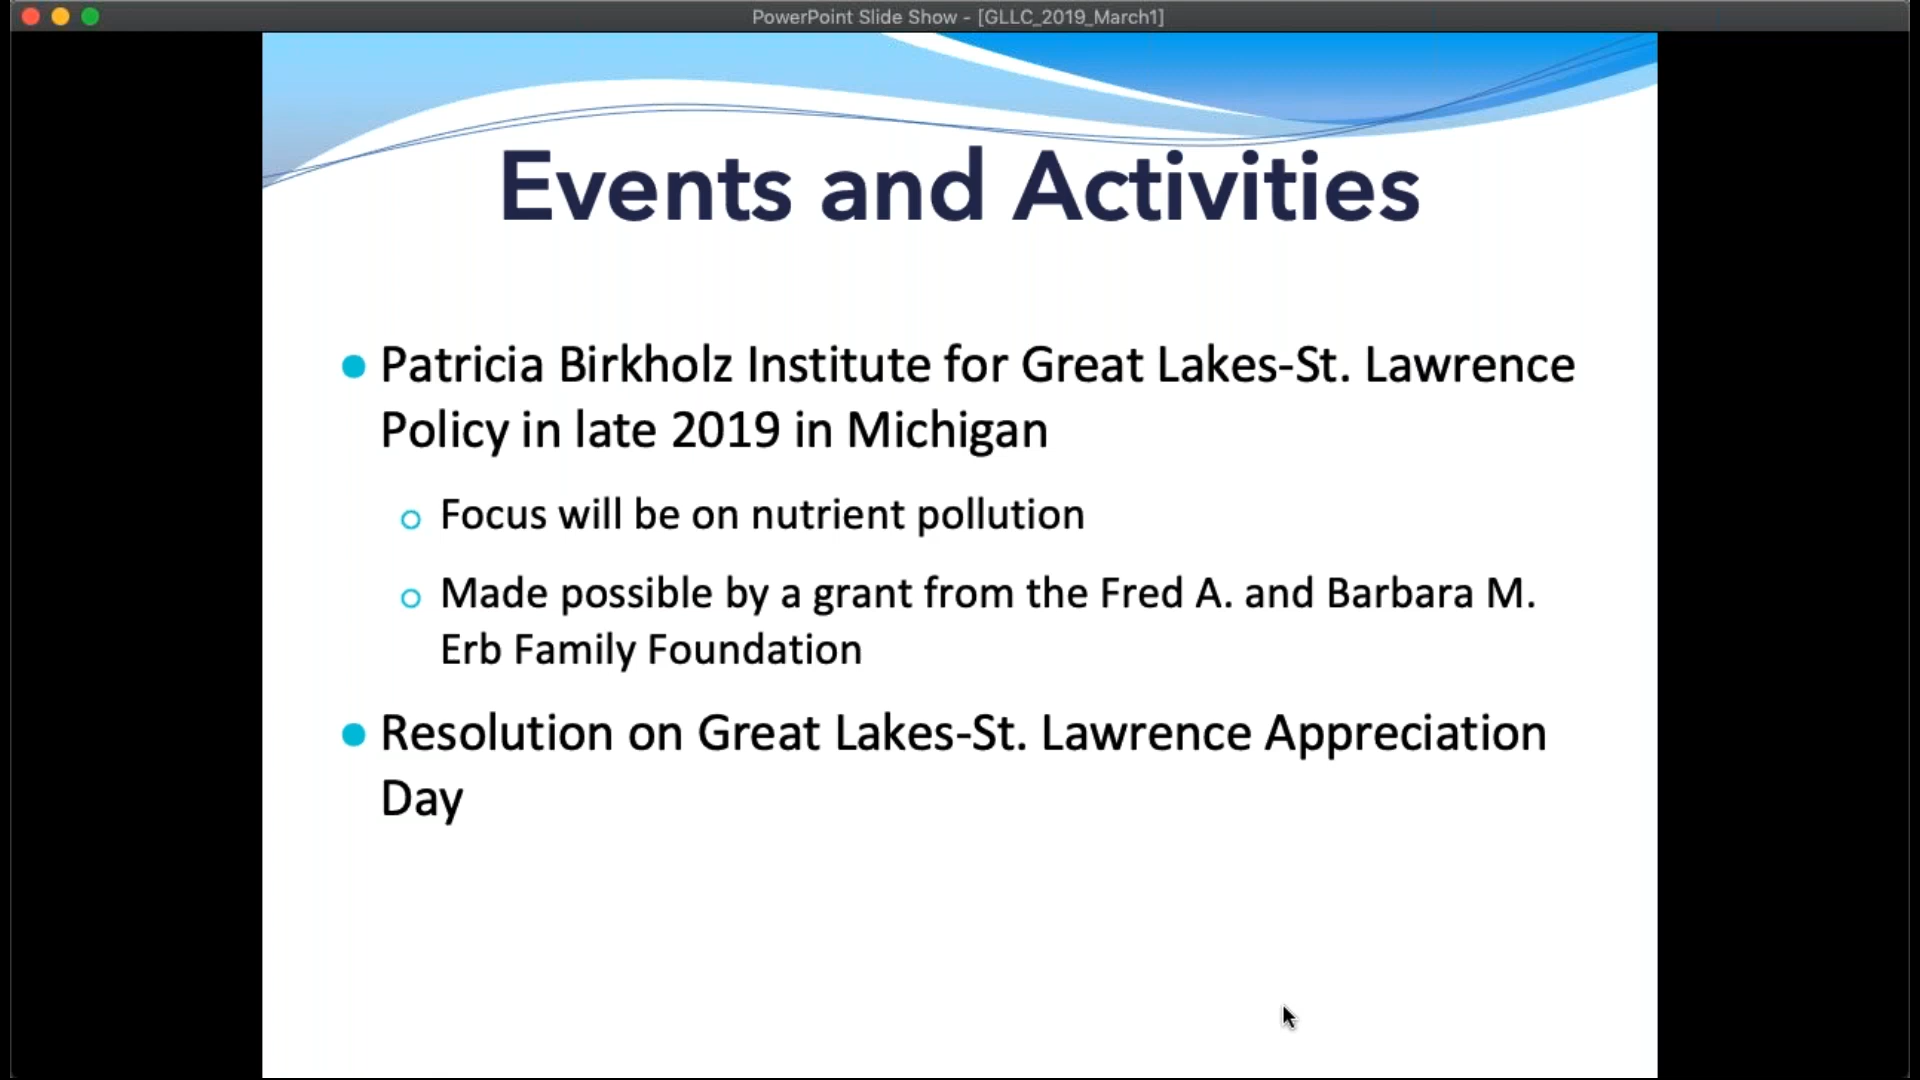 PowerPoint Slide Show - [GLLC_2019_March1]
Events and Activities
Patricia Birkholz Institute for Great Lakes-St. Lawrence
Policy in late 2019 in Michigan
Focus will be on nutrient pollution
Made possible by a grant from the Fred A. and Barbara M.
Erb Family Foundation
Resolution on Great Lakes-St. Lawrence Appreciation
Day